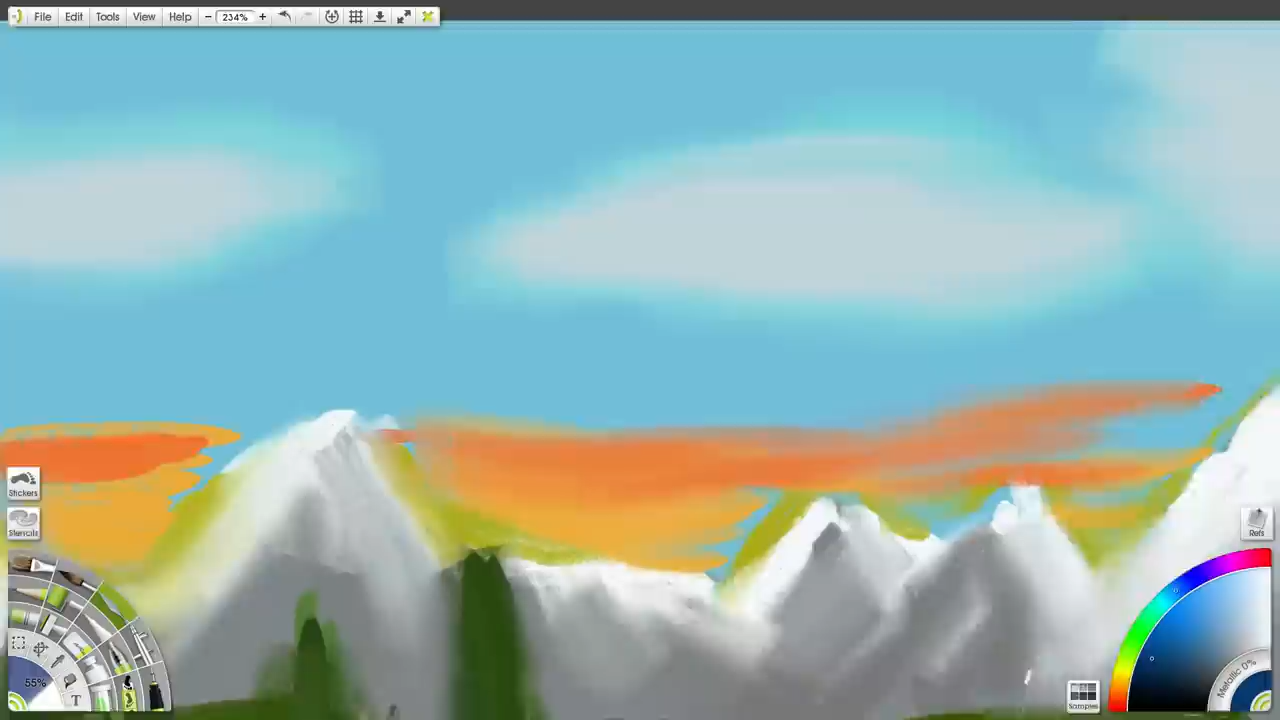 File Edit Tools View Help − 234% +
Stickers
Stencils
Refs
55%
T
Metallic 0%
Samples